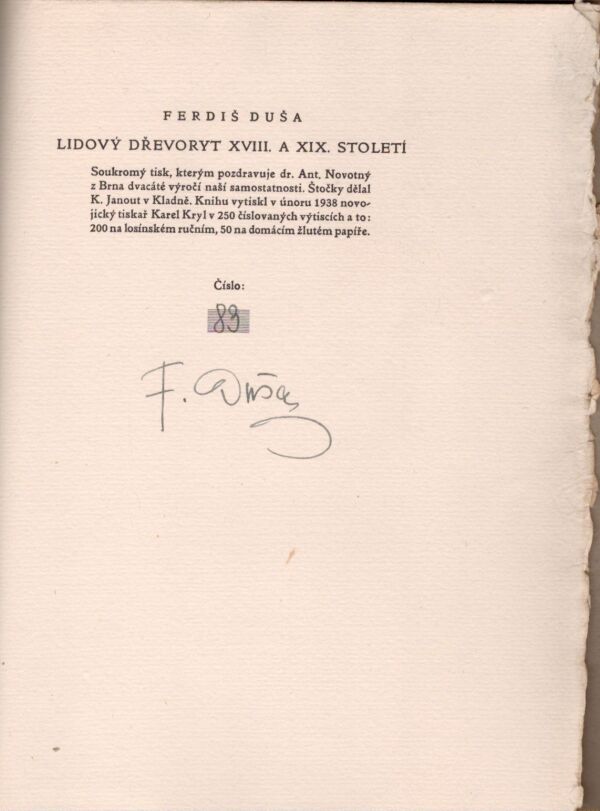 FERDIŠ DUŠA
LIDOVÝ DŘEVORYT XVIII. A XIX. STOLETÍ
Soukromý tisk, kterým pozdravuje dr. Ant. Novotný
z Brna dvacáté výročí naší samostatnosti. Štočky dělal
K. Janout v Kladně. Knihu vytiskl v únoru 1938 novo-
jický tiskař Karel Kryl v 250 číslovaných výtiscích a to:
200 na losinském ručním, 50 na domácím žlutém papíře.
Číslo:
89
F. Duša